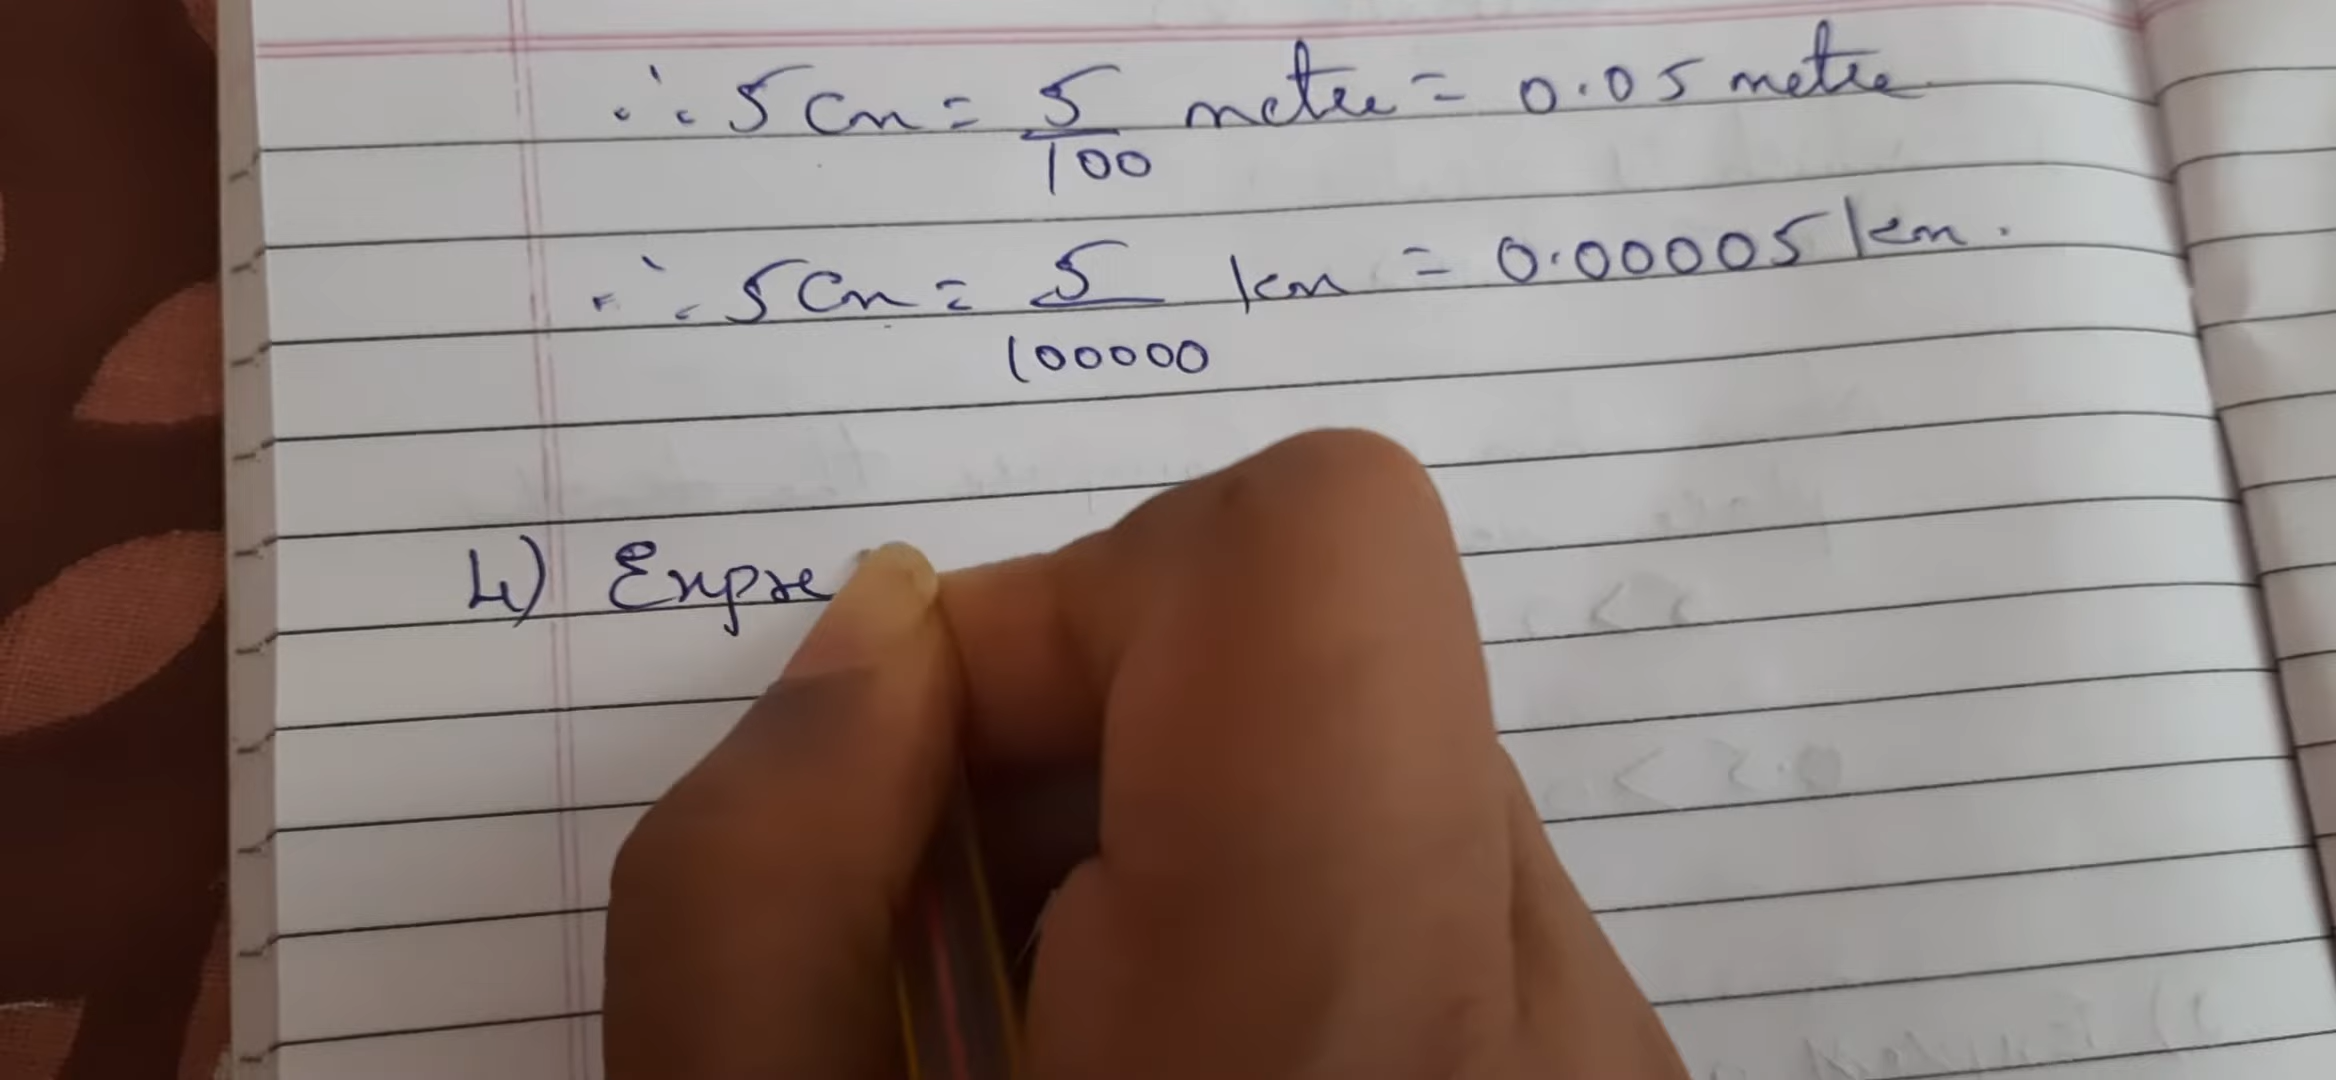 ∴ 5 cm = 5/100 metre = 0.05 metre
∴ 5 cm = 5/100000 km = 0.00005 km.
4) Expre